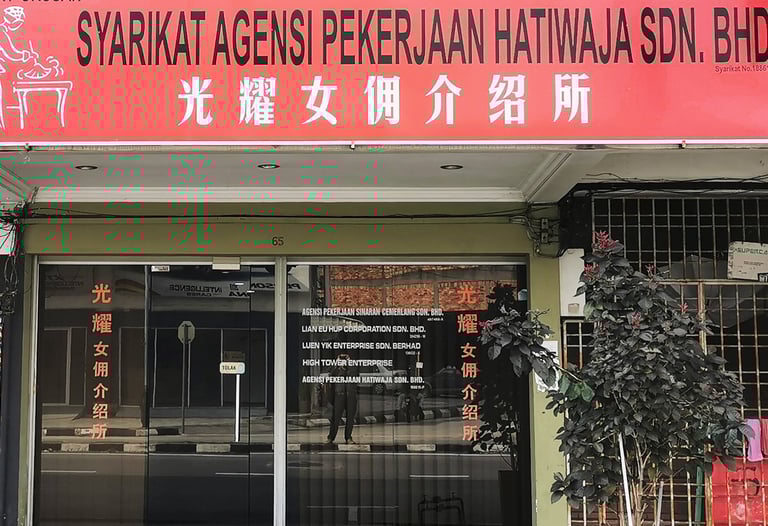 SYARIKAT AGENSI PEKERJAAN HATIWAJA SDN. BHD
Syarikat No.
光耀女佣介绍所
65
光耀女佣介绍所
TOLAK
AGENSI PEKERJAAN SINARAN CEMERLANG SDN. BHD.
LIAN EU HUP CORPORATION SDN. BHD.
LUEN YIK ENTERPRISE SDN. BERHAD
HIGH TOWER ENTERPRISE
AGENSI PEKERJAAN HATIWAJA SDN. BHD.
光耀女佣介绍所